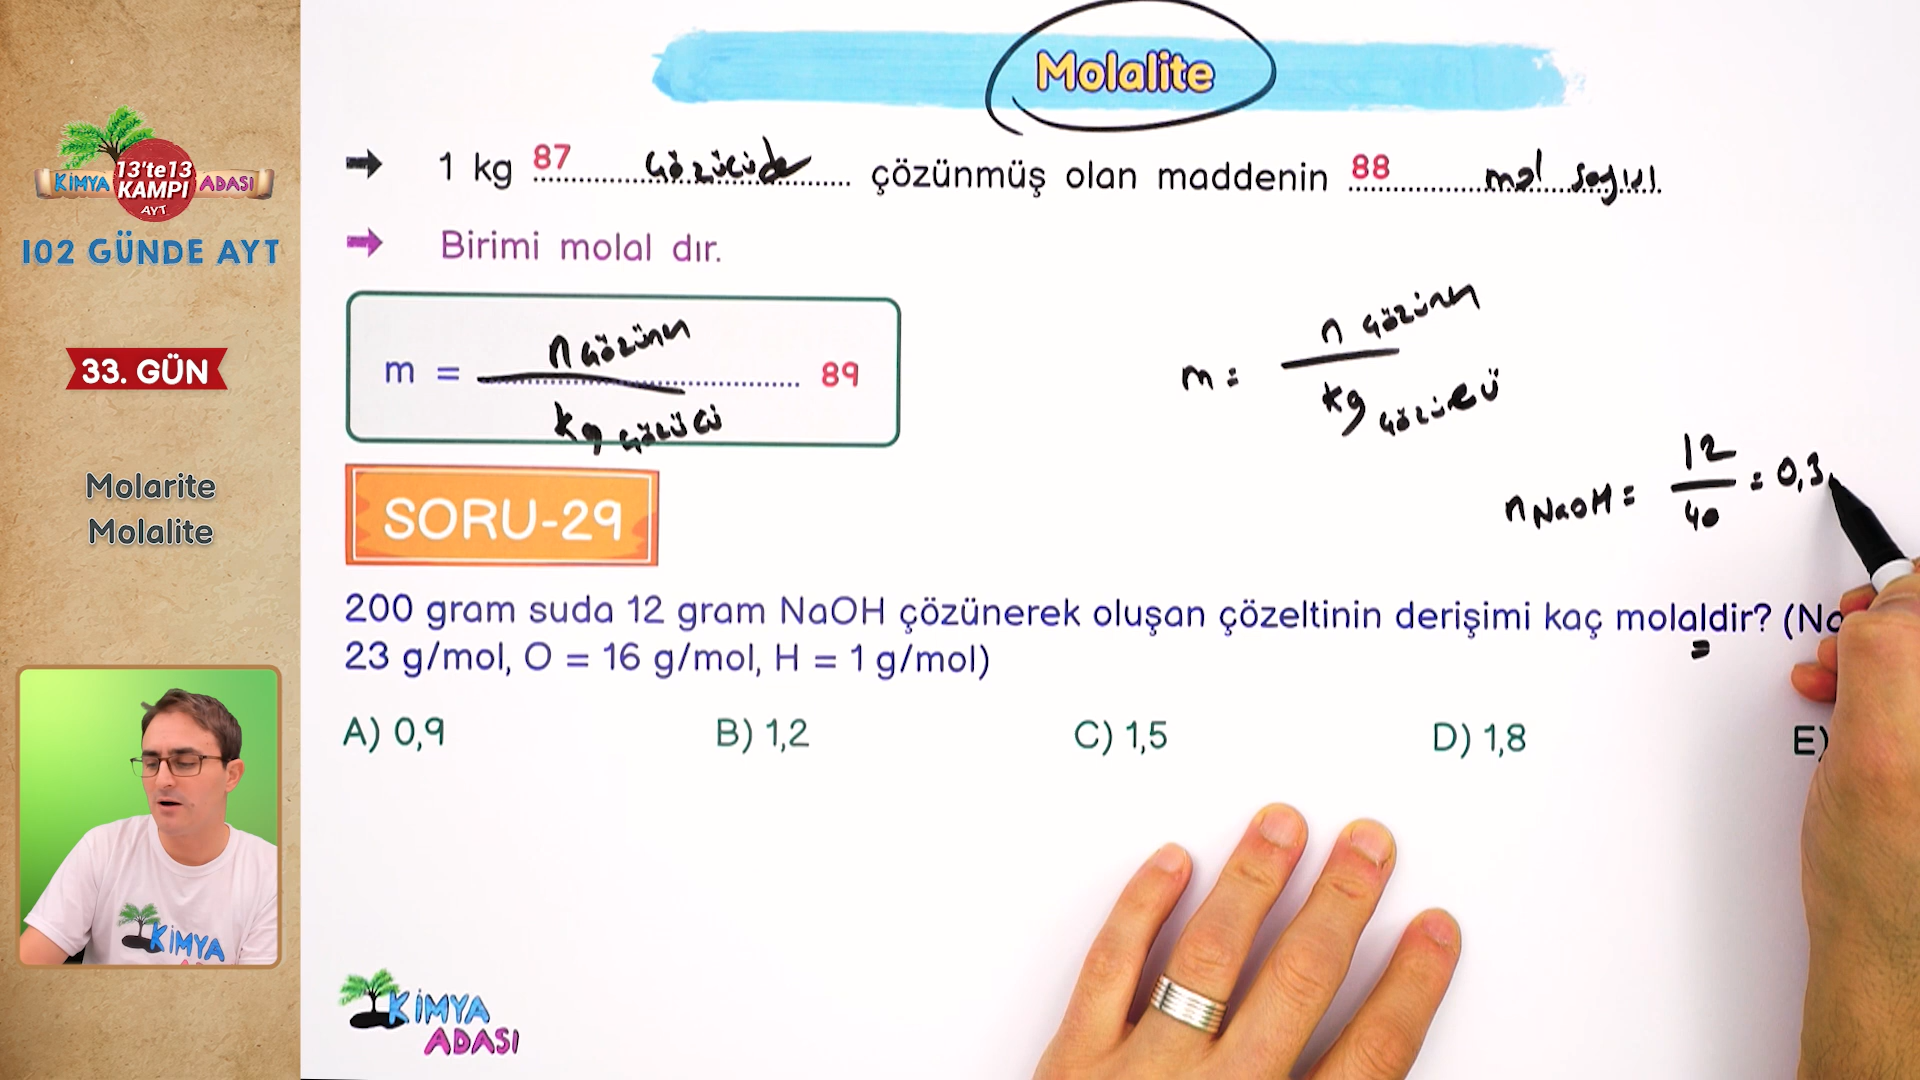 Molalite
1 kg 87 çözücüde çözünmüş olan maddenin 88 mol sayısı.
Birimi molal dır.
m = n çözünen 89
kg çözücü
m = n çözünen
kg çözücü
n NaOH = 12 = 0,3
40
SORU-29
200 gram suda 12 gram NaOH çözünerek oluşan çözeltinin derişimi kaç molaldir? (Na
23 g/mol, O = 16 g/mol, H = 1 g/mol)
A) 0,9 B) 1,2 C) 1,5 D) 1,8 E)
KİMYA
ADASI
KİMYA 13'te13 KAMPI AYT ADASI
102 GÜNDE AYT
33. GÜN
Molarite
Molalite
KİMYA